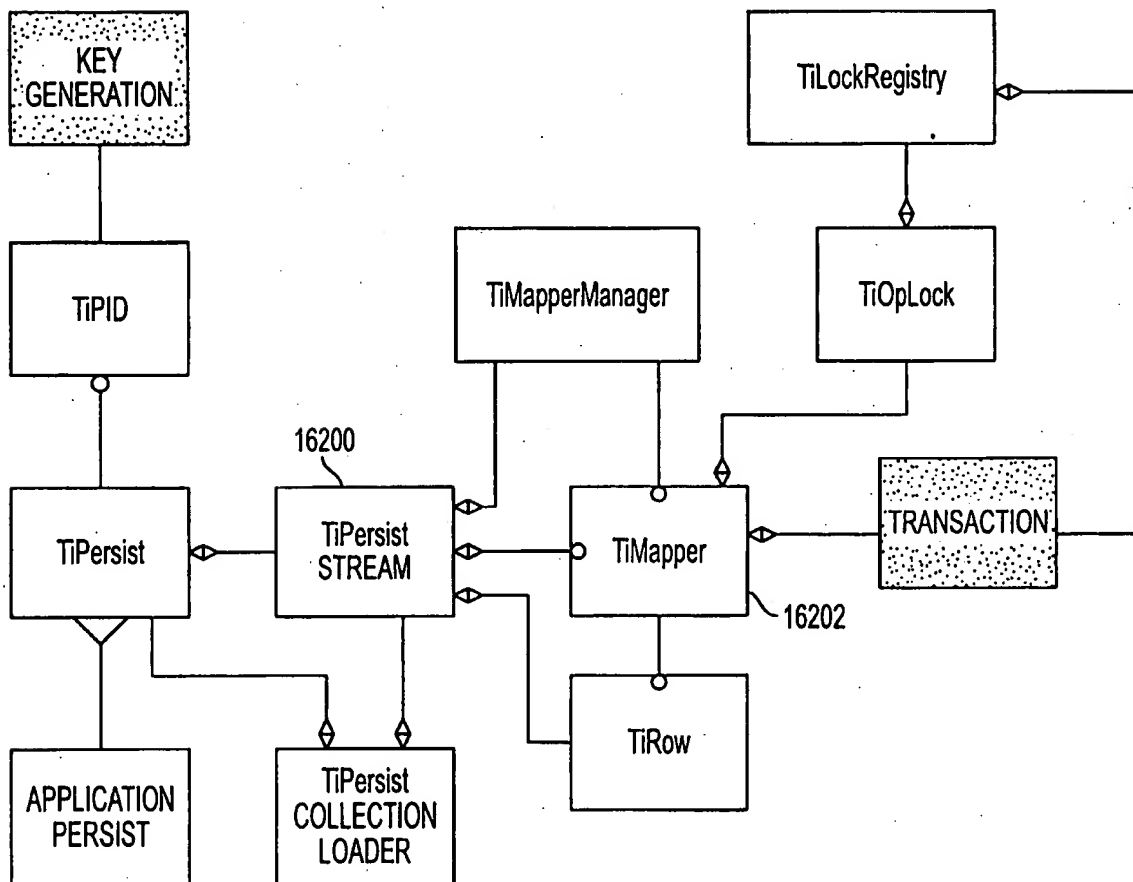 KEY
GENERATION
TiLockRegistry
TiPID
TiMapperManager
TiOpLock
16200
TiPersist
TiPersist
STREAM
TiMapper
TRANSACTION
16202
APPLICATION
PERSIST
TiPersist
COLLECTION
LOADER
TiRow